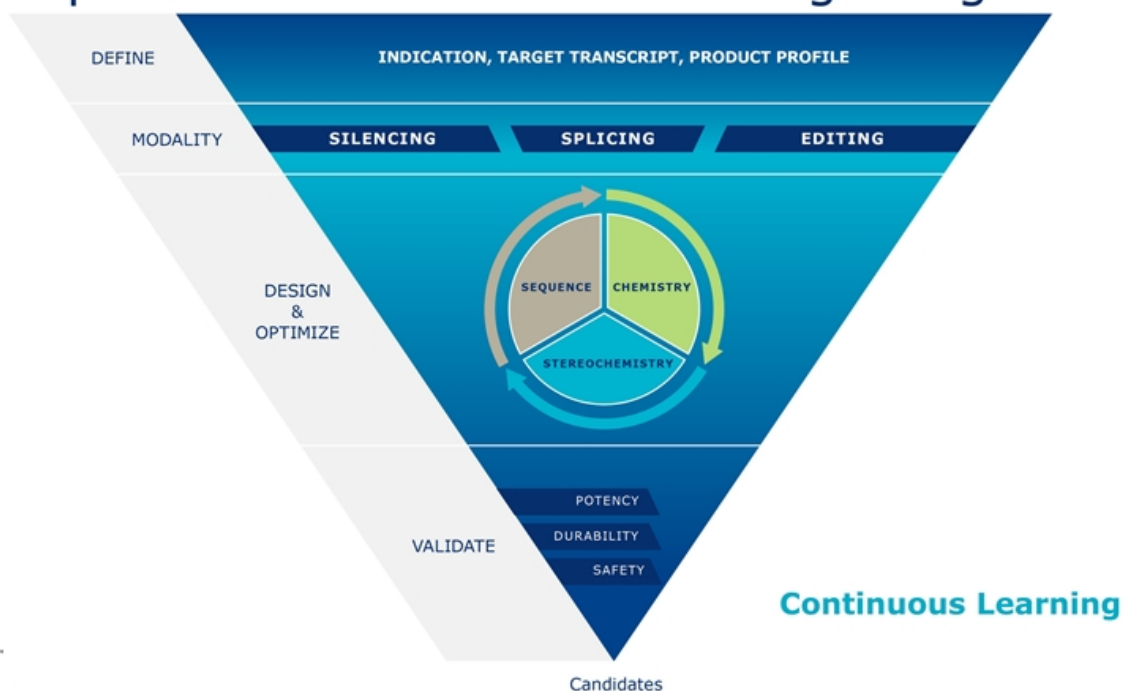 DEFINE
INDICATION, TARGET TRANSCRIPT, PRODUCT PROFILE
MODALITY
SILENCING
SPLICING
EDITING
DESIGN
&
OPTIMIZE
SEQUENCE
CHEMISTRY
STEREOCHEMISTRY
VALIDATE
POTENCY
DURABILITY
SAFETY
Continuous Learning
Candidates